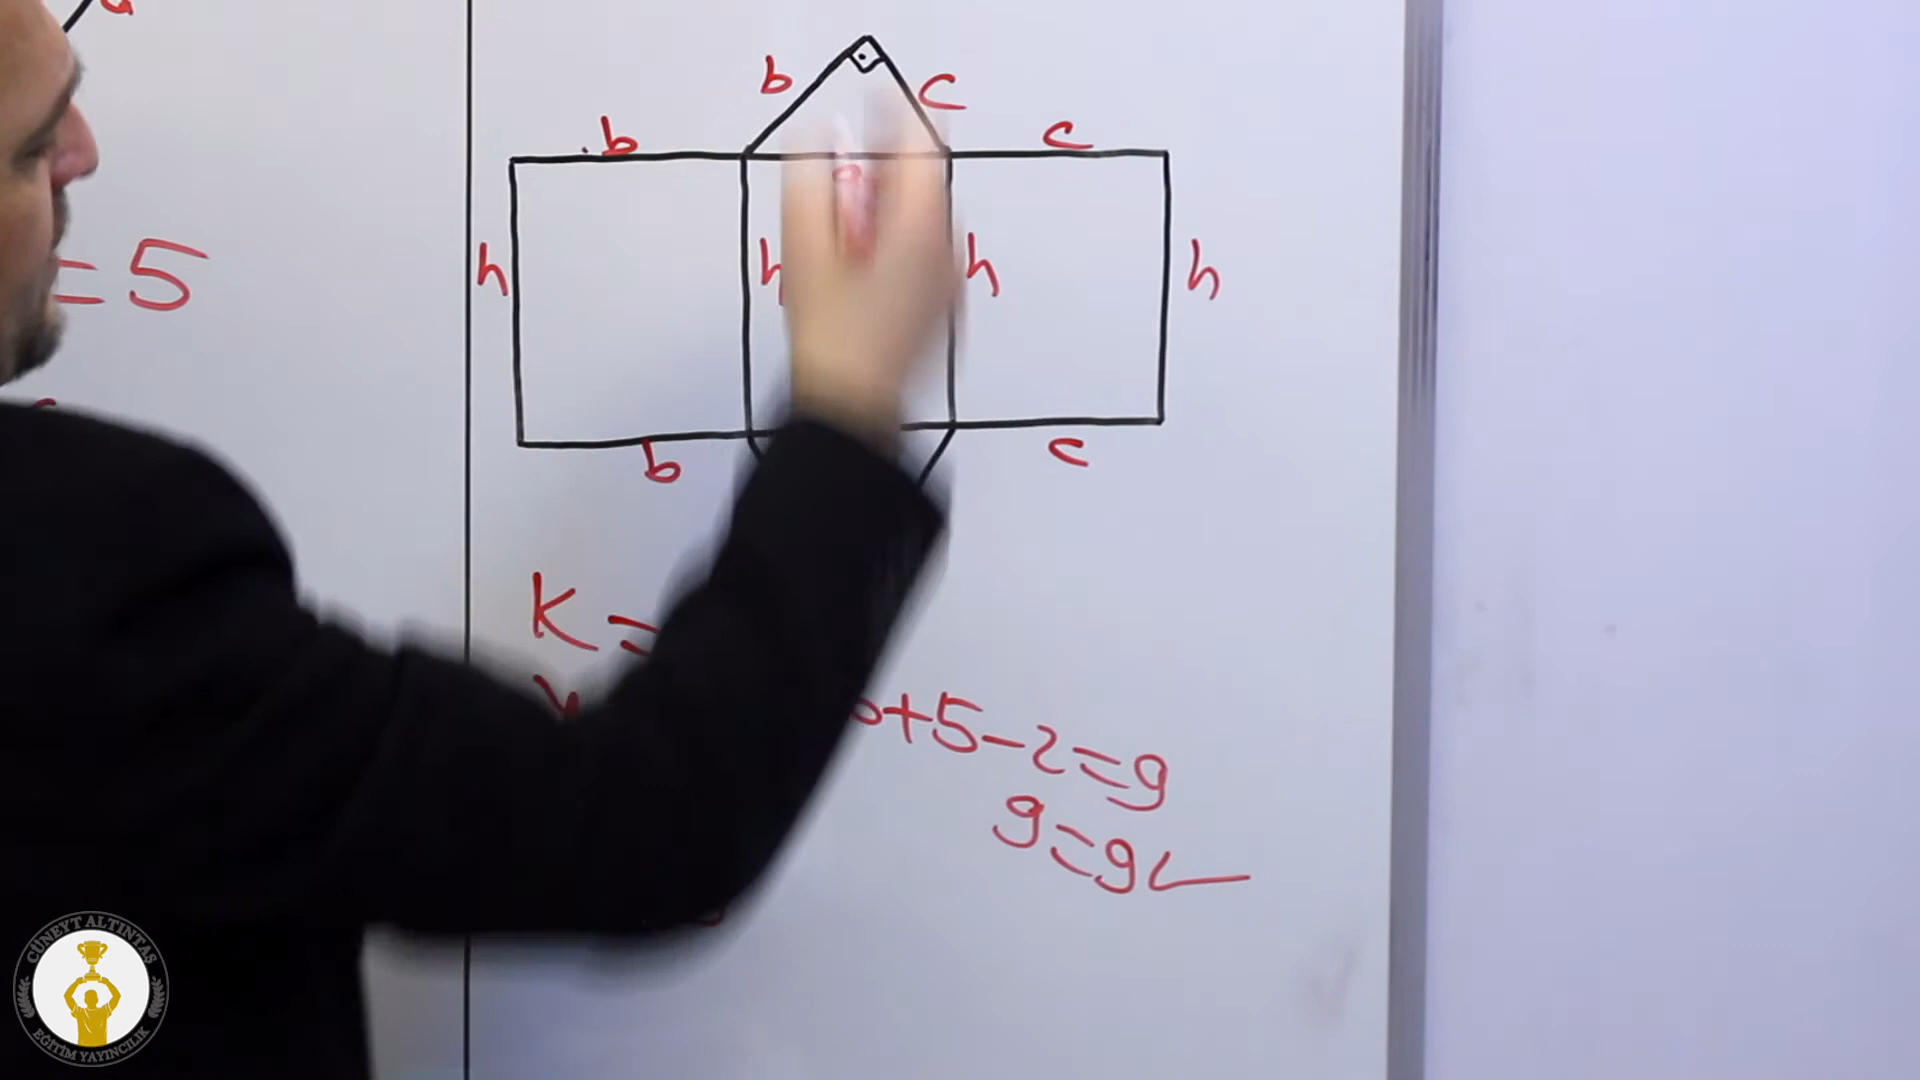 b c
b c
= 5
h h h h
b c
K =
+5-2=9
9=9
CÜNEYT ALTINTAŞ
EĞİTİM YAYINCILIK